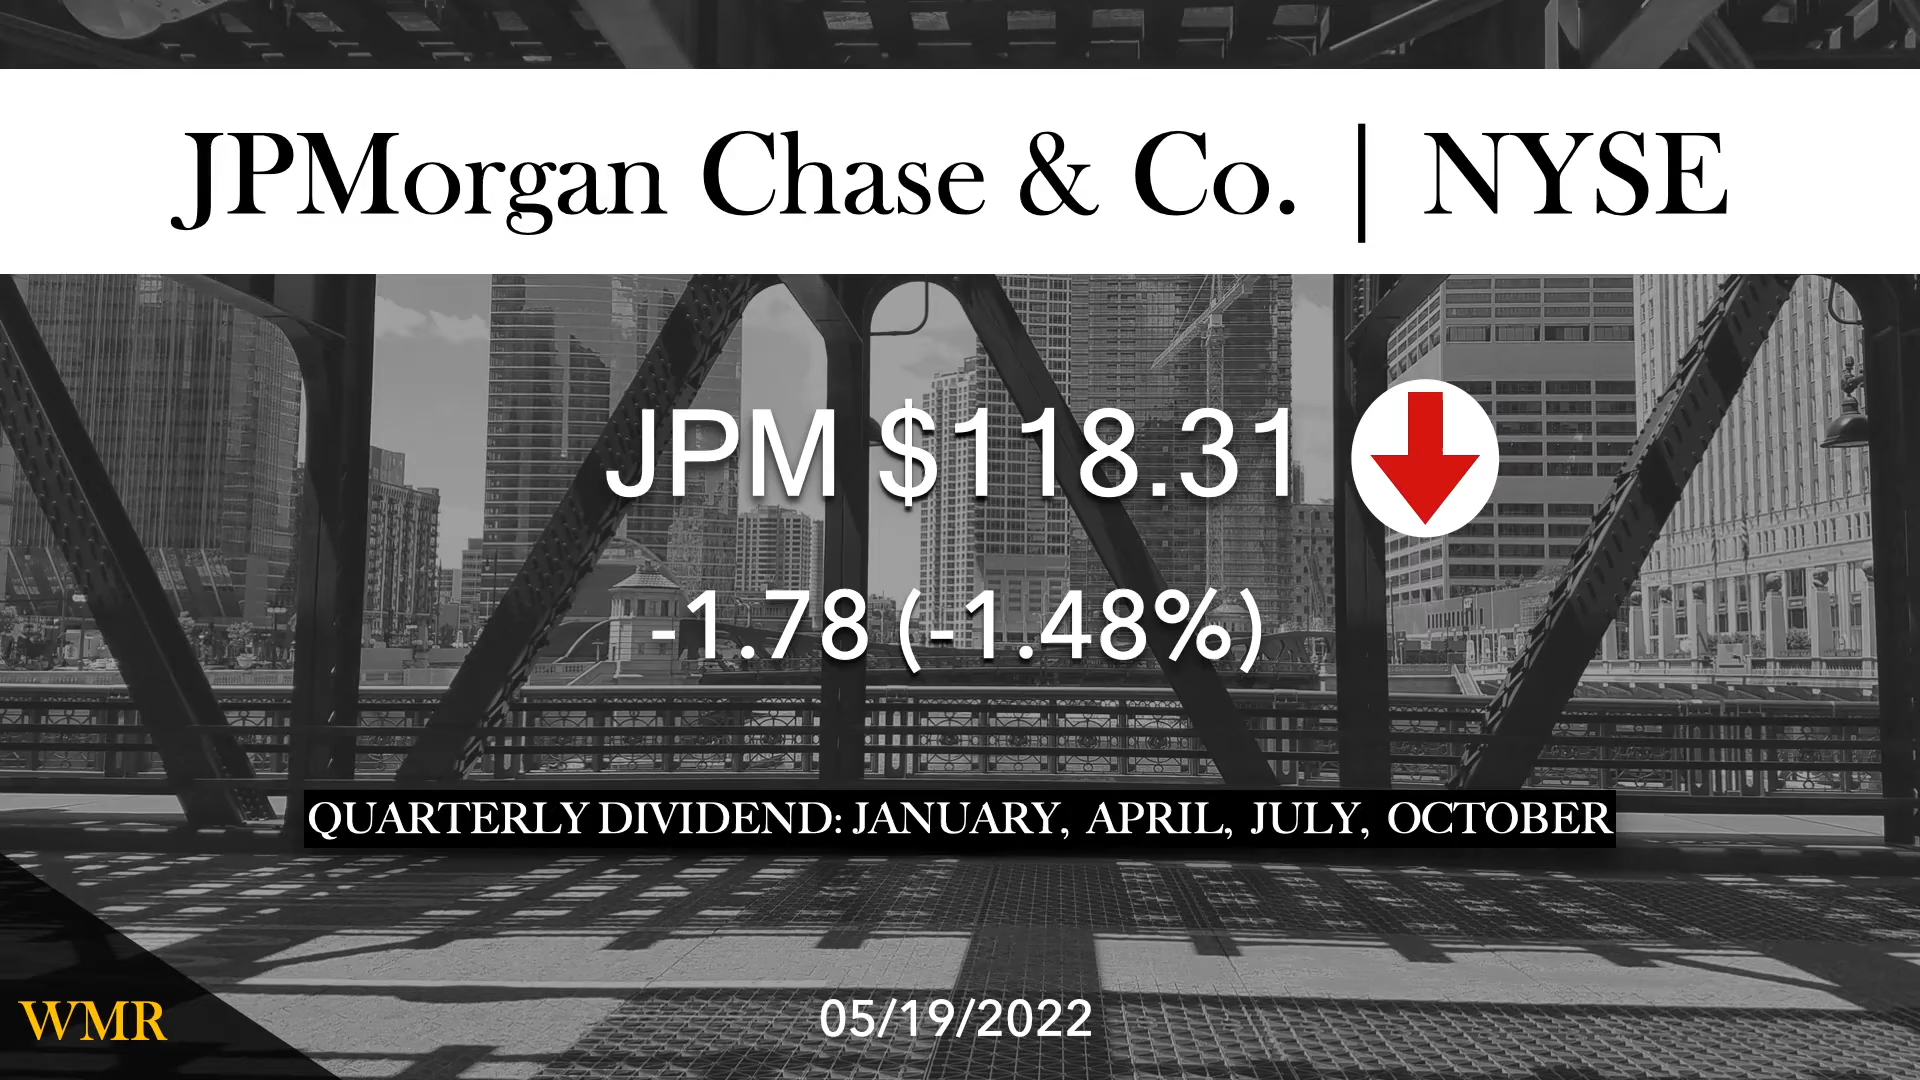 JPMorgan Chase & Co. | NYSE
JPM $118.31
-1.78 (-1.48%)
QUARTERLY DIVIDEND: JANUARY, APRIL, JULY, OCTOBER
WMR
05/19/2022